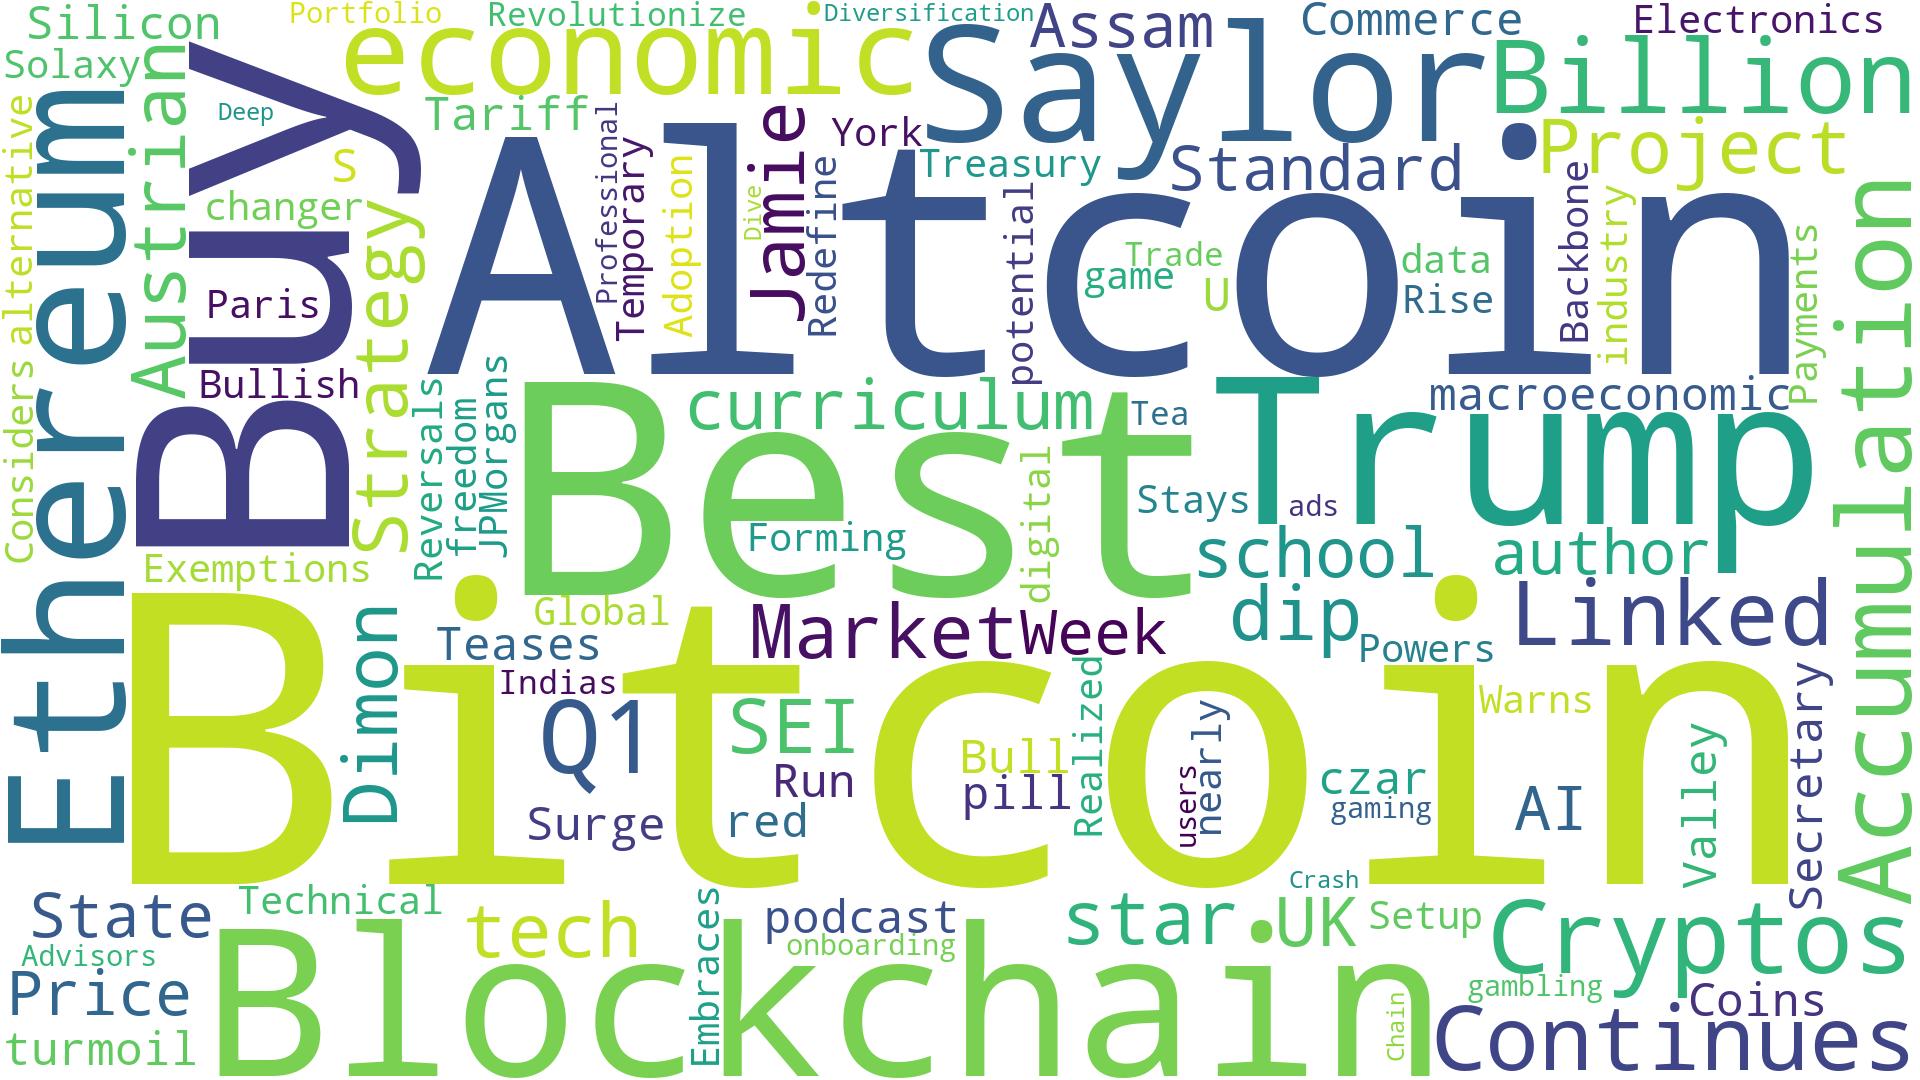 Silicon
Portfolio
Revolutionize
Diversification
Assam
Commerce
Electronics
Solaxy
economic
Saylor
Billion
Deep
Tariff
York
Project
S
Treasury
Standard
changer
Altcoin
Trade
game
U
data
Rise
Paris
Bullish
Buy
Ethereum
Austrian
Strategy
alternative
Considers
Professional
Temporary
Adoption
Dive
Jamie
Redefine
potential
Backbone
industry
Payments
Accumulation
macroeconomic
curriculum
Tea
Trump
Best
Reversals
freedom
JPMorgans
Forming
digital
Stays
ads
school
author
Exemptions
Global
Teases
Market
Week
dip
Linked
Powers
Indias
Dimon
Bitcoin
Q1
SEI
Bull
Run
pill
Realized
users
nearly
czar
gaming
Warns
AI
Valley
Secretary
Surge
red
Crash
State
Technical
tech
Embraces
podcast
onboarding
star
UK
Setup
Cryptos
Advisors
Price
turmoil
Blockchain
Chain
gambling
Coins
Continues